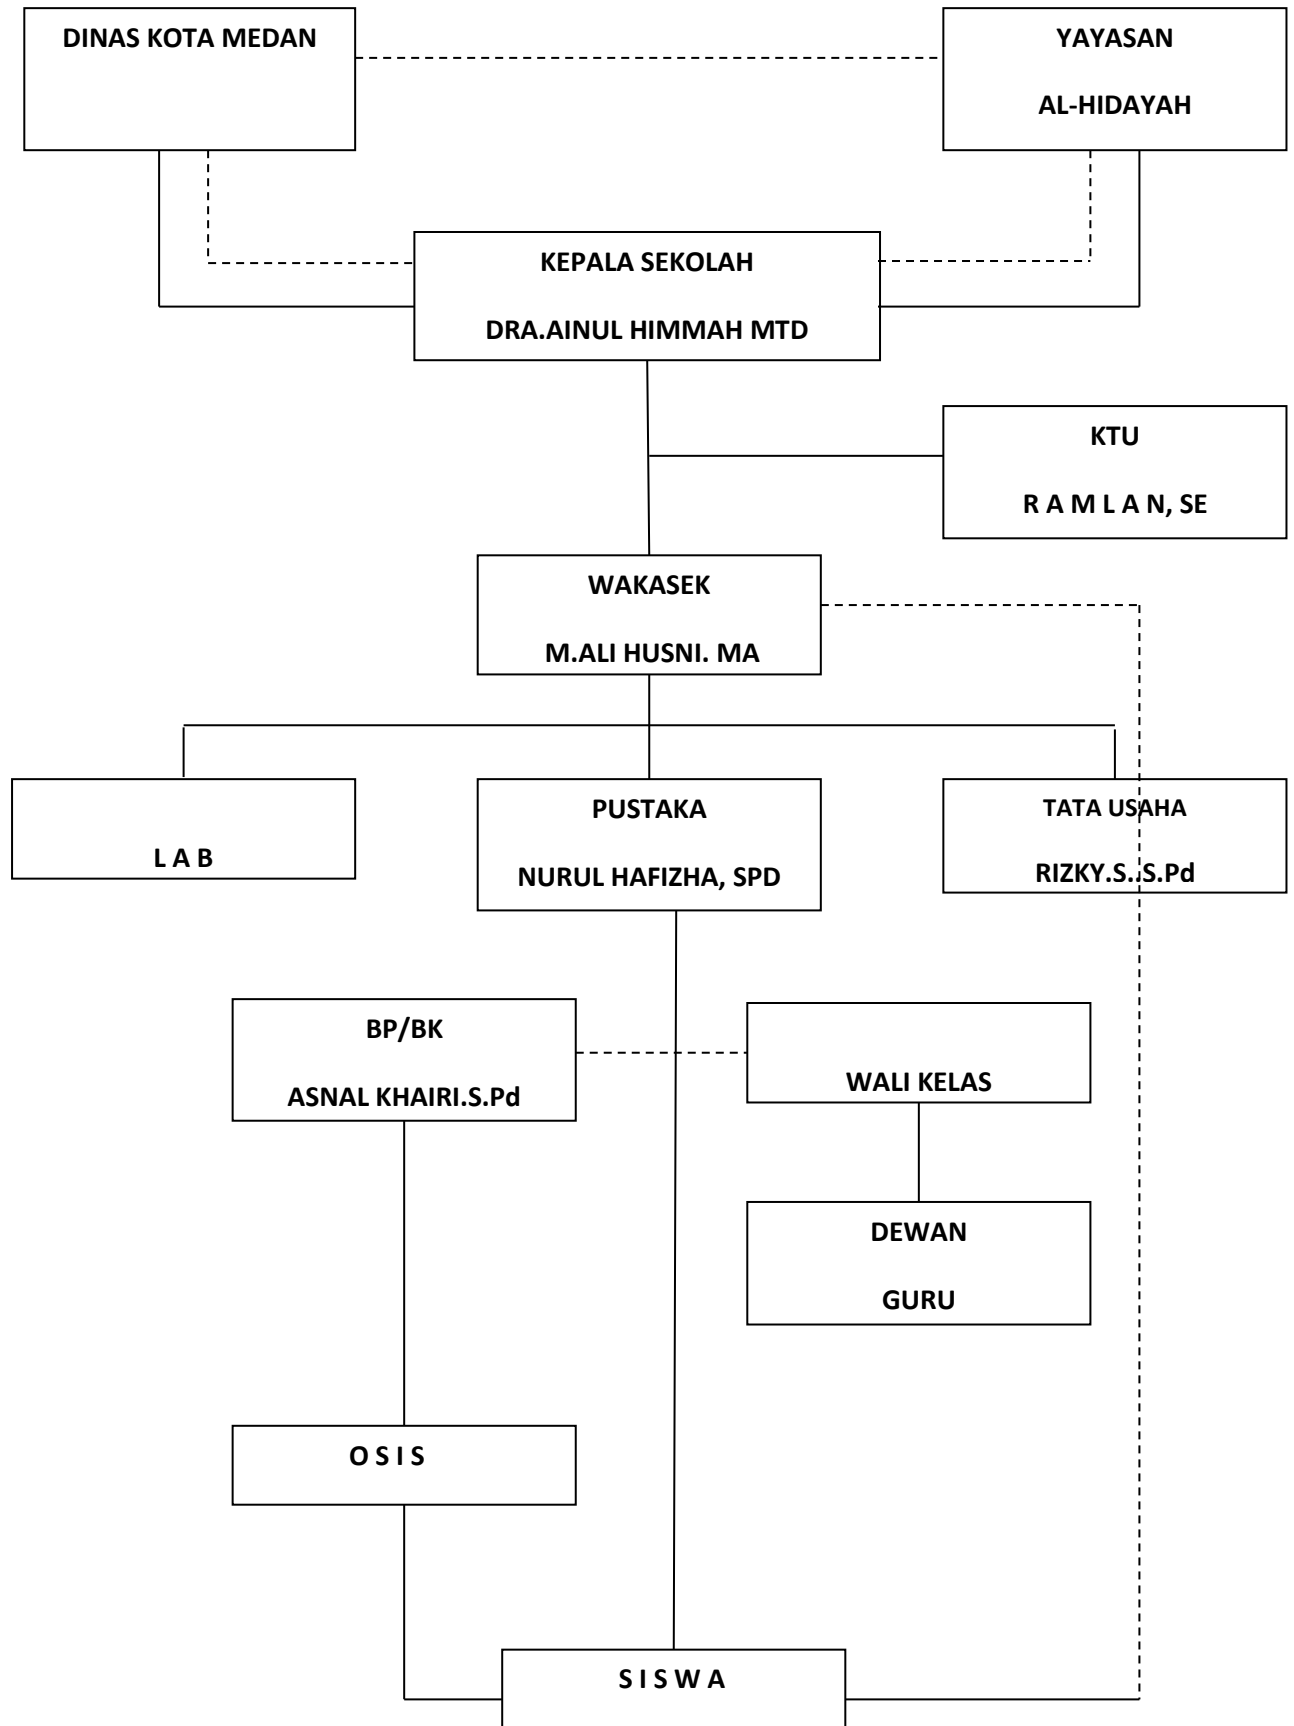 DINAS KOTA MEDAN
YAYASAN
AL-HIDAYAH
KEPALA SEKOLAH
DRA.AINUL HIMMAH MTD
KTU
R A M L A N, SE
WAKASEK
M.ALI HUSNI. MA
L A B
PUSTAKA
NURUL HAFIZHA, SPD
TATA USAHA
RIZKY.S..S.Pd
BP/BK
ASNAL KHAIRI.S.Pd
WALI KELAS
DEWAN
GURU
O S I S
S I S W A